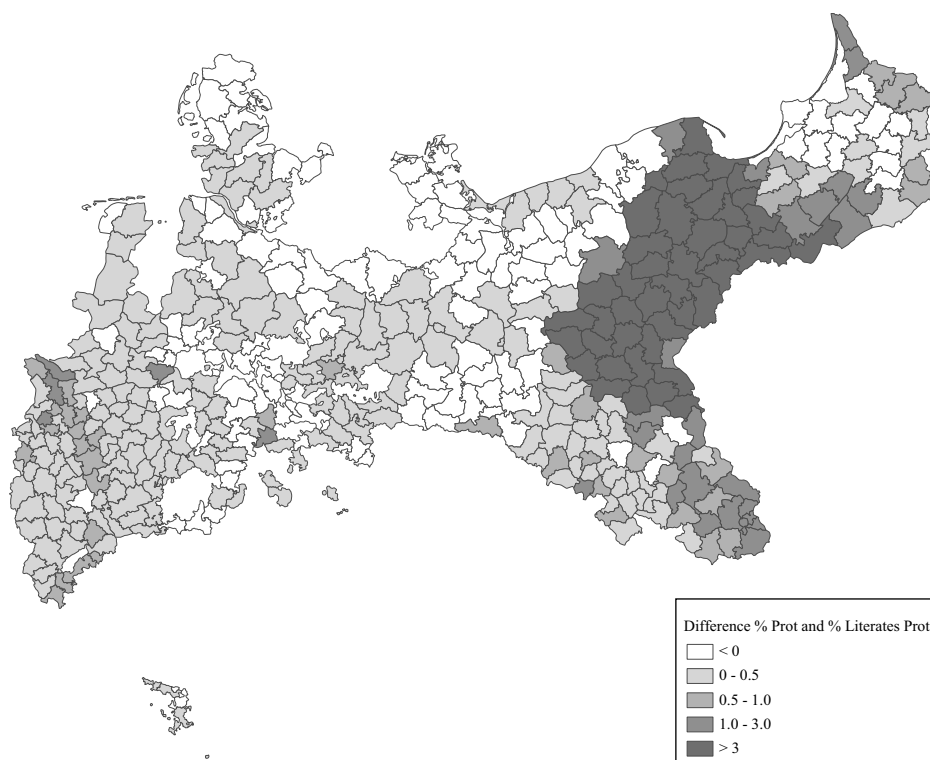 Difference % Prot and % Literates Prot
< 0
0 - 0.5
0.5 - 1.0
1.0 - 3.0
> 3